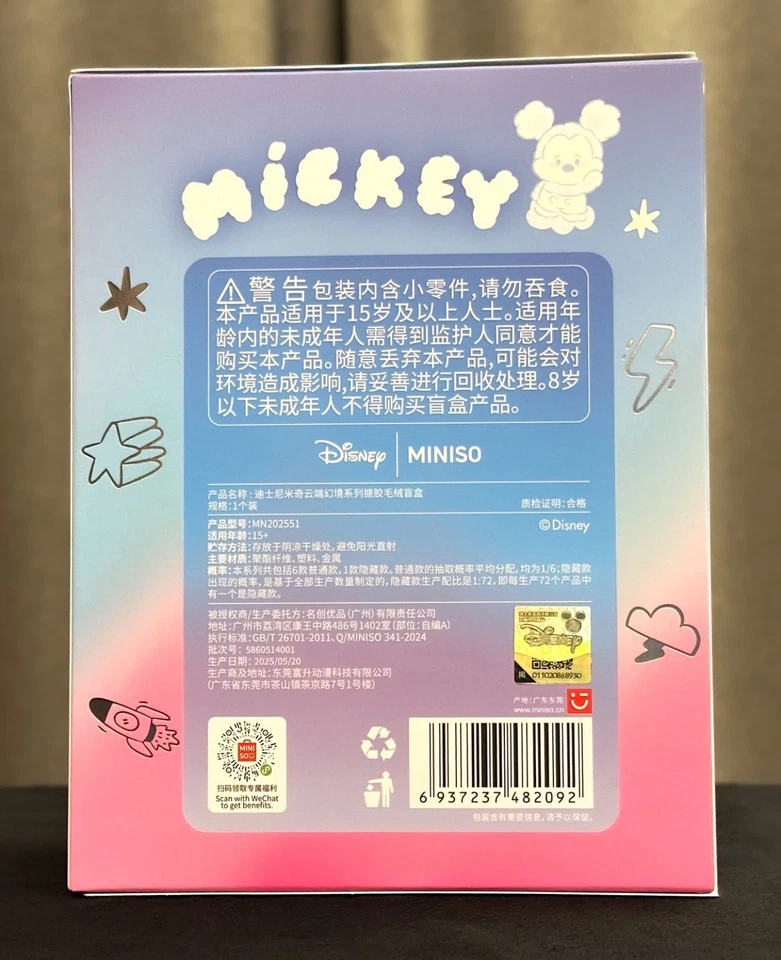 MiCKEY
警告包装内含小零件,请勿吞食。
本产品适用于15岁及以上人士。适用年
龄内的未成年人需得到监护人同意才能
购买本产品。随意丢弃本产品,可能会对
环境造成影响,请妥善进行回收处理。8岁
以下未成年人不得购买盲盒产品。
Disney MINISO
产品名称:迪士尼米奇云端幻境系列搪胶毛绒盲盒
规格:1个装 质检证明:合格
产品型号:MN202551 ©Disney
适用年龄:15+
贮存方法:存放于阴凉干燥处,避免阳光直射
主要材质:聚酯纤维、塑料、金属
概率:本系列共包括6款普通款,1款隐藏款。普通款的抽取概率平均分配,均为1/6;隐藏款
出现的概率,是基于全部生产数量制定的,隐藏款生产配比是1:72,即每生产72个产品中
有一个是隐藏款。
被授权商/生产委托方:名创优品(广州)有限责任公司
地址:广州市荔湾区康王中路486号1402室(部位:自编A)
执行标准:GB/T 26701-2011、Q/MINISO 341-2024
批次号:5860514001
生产日期:2025/05/20
生产商及地址:东莞富升动漫科技有限公司
(广东省东莞市茶山镇茶京路7号1号楼)
Disney
011020868930
产地:广东东莞
www.miniso.cn
MINI
SO
扫码领取专属福利
Scan with WeChat
to get benefits.
6 937237 482092
包装含有重要信息,请予以保留。